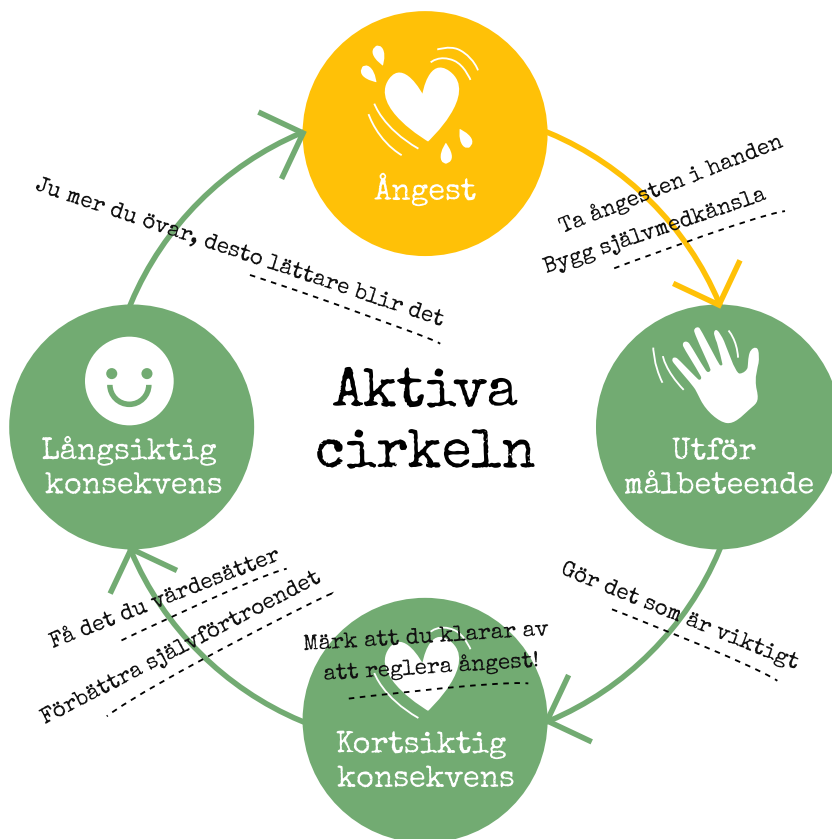 Ångest
Ta ångesten i handen
Bygg självmedkänsla
Ju mer du övar, desto lättare blir det
Aktiva
cirkeln
Utför
målbeteende
Långsiktig
konsekvens
Gör det som är viktigt
Få det du värdesätter
Förbättra självförtroendet
Märk att du klarar av
att reglera ångest!
Kortsiktig
konsekvens